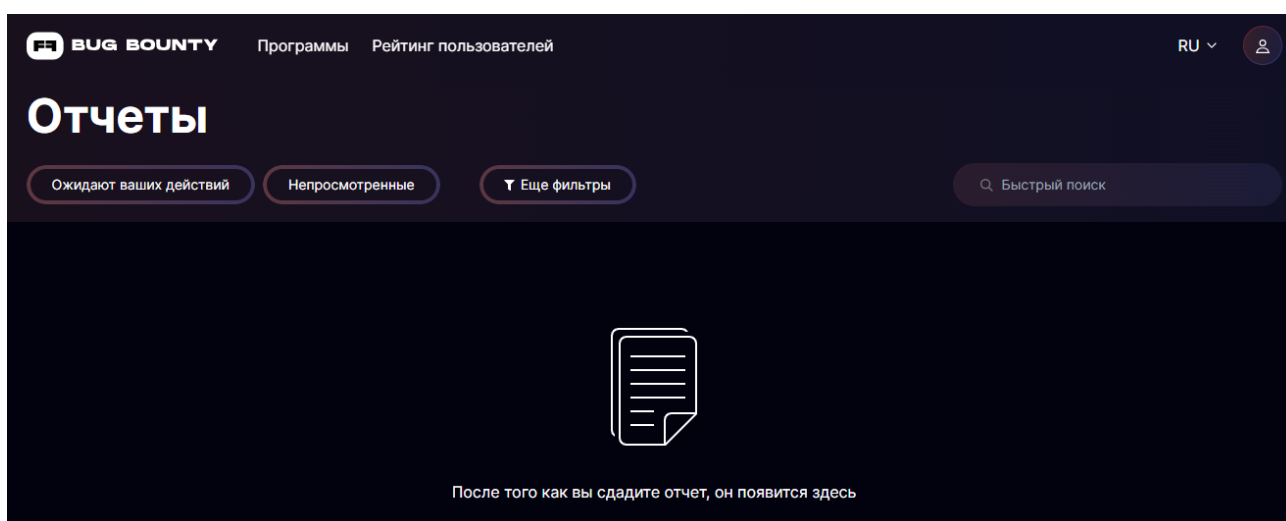 BUG BOUNTY Программы Рейтинг пользователей RU
Отчеты
Ожидают ваших действий Непросмотренные Еще фильтры Быстрый поиск
После того как вы сдадите отчет, он появится здесь